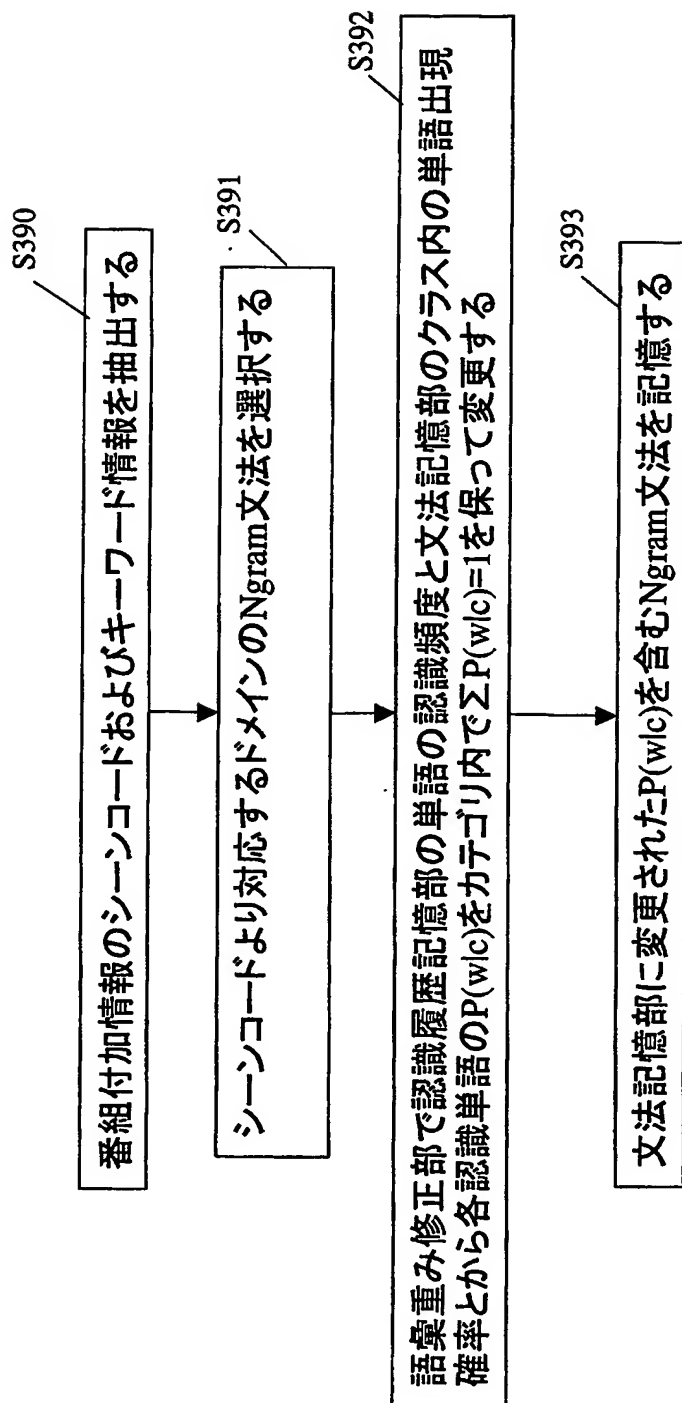 S390
番組付加情報のシーンコードおよびキーワード情報を抽出する
S391
シーンコードより対応するドメインのNgram文法を選択する
S392
語彙重み修正部で認識履歴記憶部の単語の認識頻度と文法記憶部のクラス内の単語出現
確率とから各認識単語のP(w|c)をカテゴリ内でΣP(w|c)=1を保って変更する
S393
文法記憶部に変更されたP(w|c)を含むNgram文法を記憶する